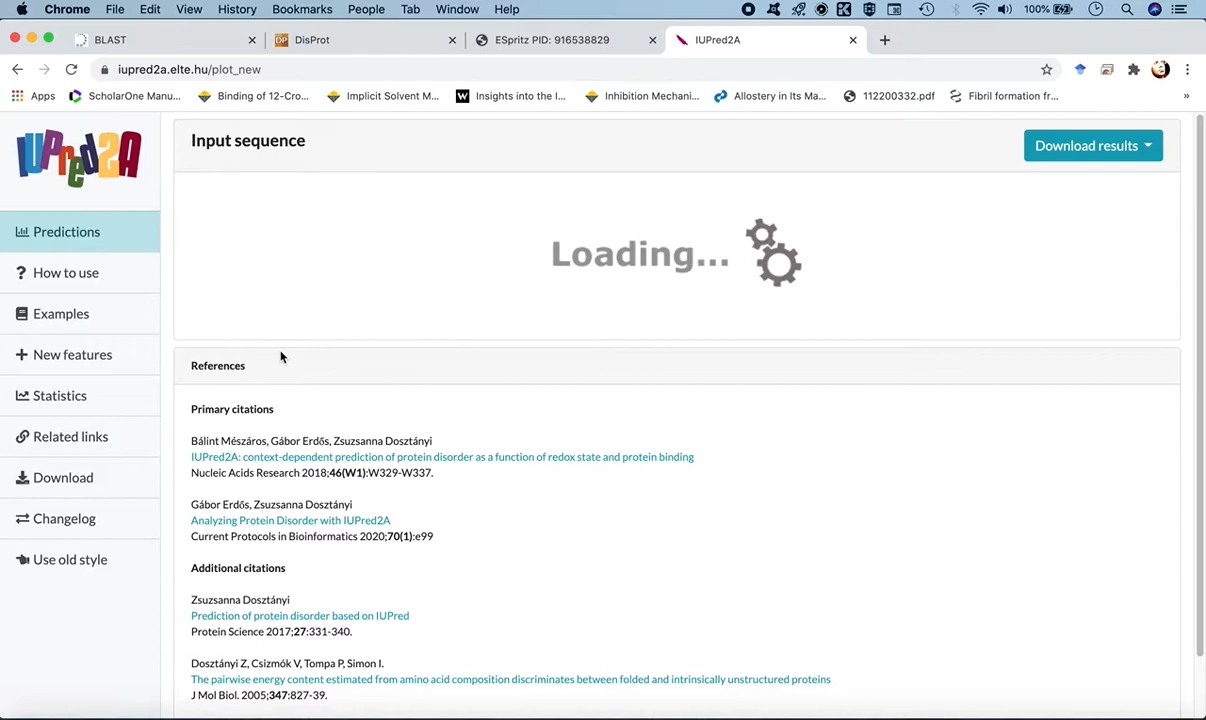 Chrome File Edit View History Bookmarks People Tab Window Help 100%
BLAST DisProt ESpritz PID: 916538829 IUPred2A
iupred2a.elte.hu/plot_new
Apps ScholarOne Manu... Binding of 12-Cro... Implicit Solvent M... Insights into the I... Inhibition Mechani... Allostery in Its Ma... 112200332.pdf Fibril formation fr... »
IUPred2A
Input sequence
Download results
Loading...
Predictions
How to use
Examples
New features
Statistics
Related links
Download
Changelog
Use old style
References
Primary citations
Bálint Mészáros, Gábor Erdős, Zsuzsanna Dosztányi
IUPred2A: context-dependent prediction of protein disorder as a function of redox state and protein binding
Nucleic Acids Research 2018;46(W1):W329-W337.
Gábor Erdős, Zsuzsanna Dosztányi
Analyzing Protein Disorder with IUPred2A
Current Protocols in Bioinformatics 2020;70(1):e99
Additional citations
Zsuzsanna Dosztányi
Prediction of protein disorder based on IUPred
Protein Science 2017;27:331-340.
Dosztányi Z, Csizmók V, Tompa P, Simon I.
The pairwise energy content estimated from amino acid composition discriminates between folded and intrinsically unstructured proteins
J Mol Biol. 2005;347:827-39.